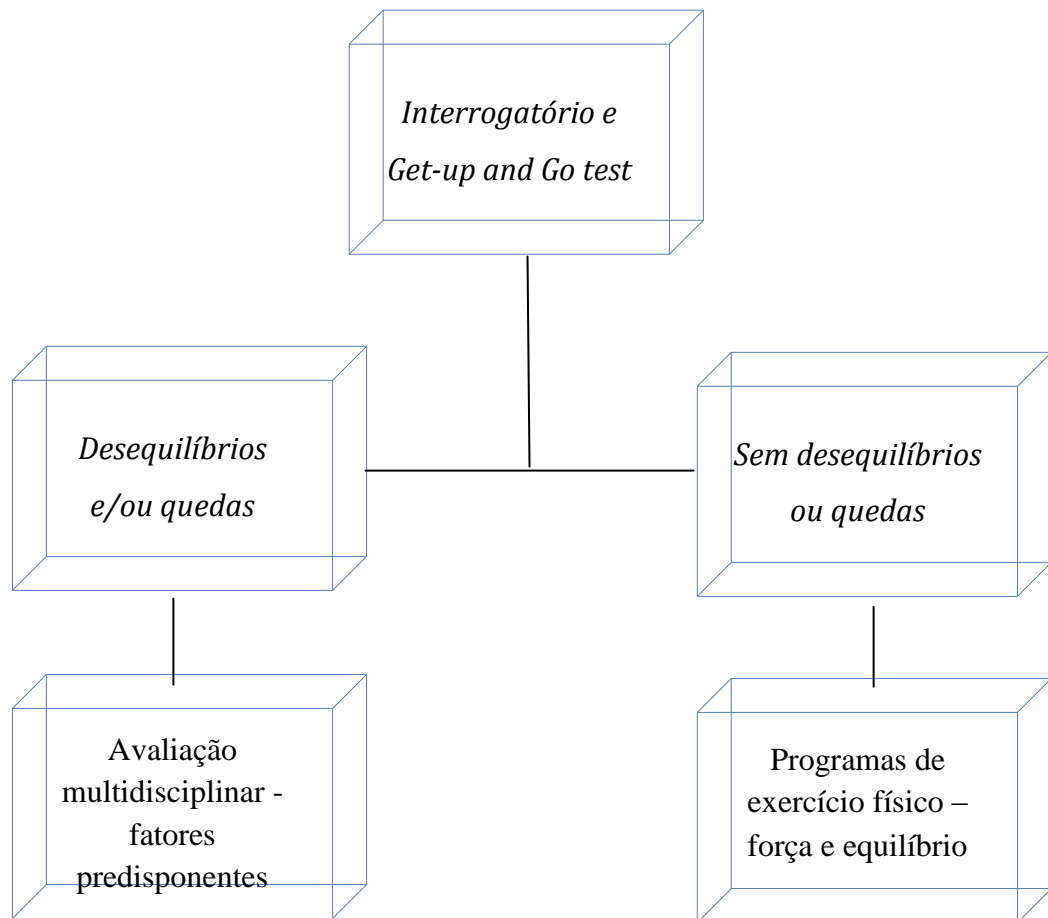 Interrogatório e
Get-up and Go test
Desequilíbrios
e/ou quedas
Sem desequilíbrios
ou quedas
Avaliação
multidisciplinar -
fatores
predisponentes
Programas de
exercício físico –
força e equilíbrio